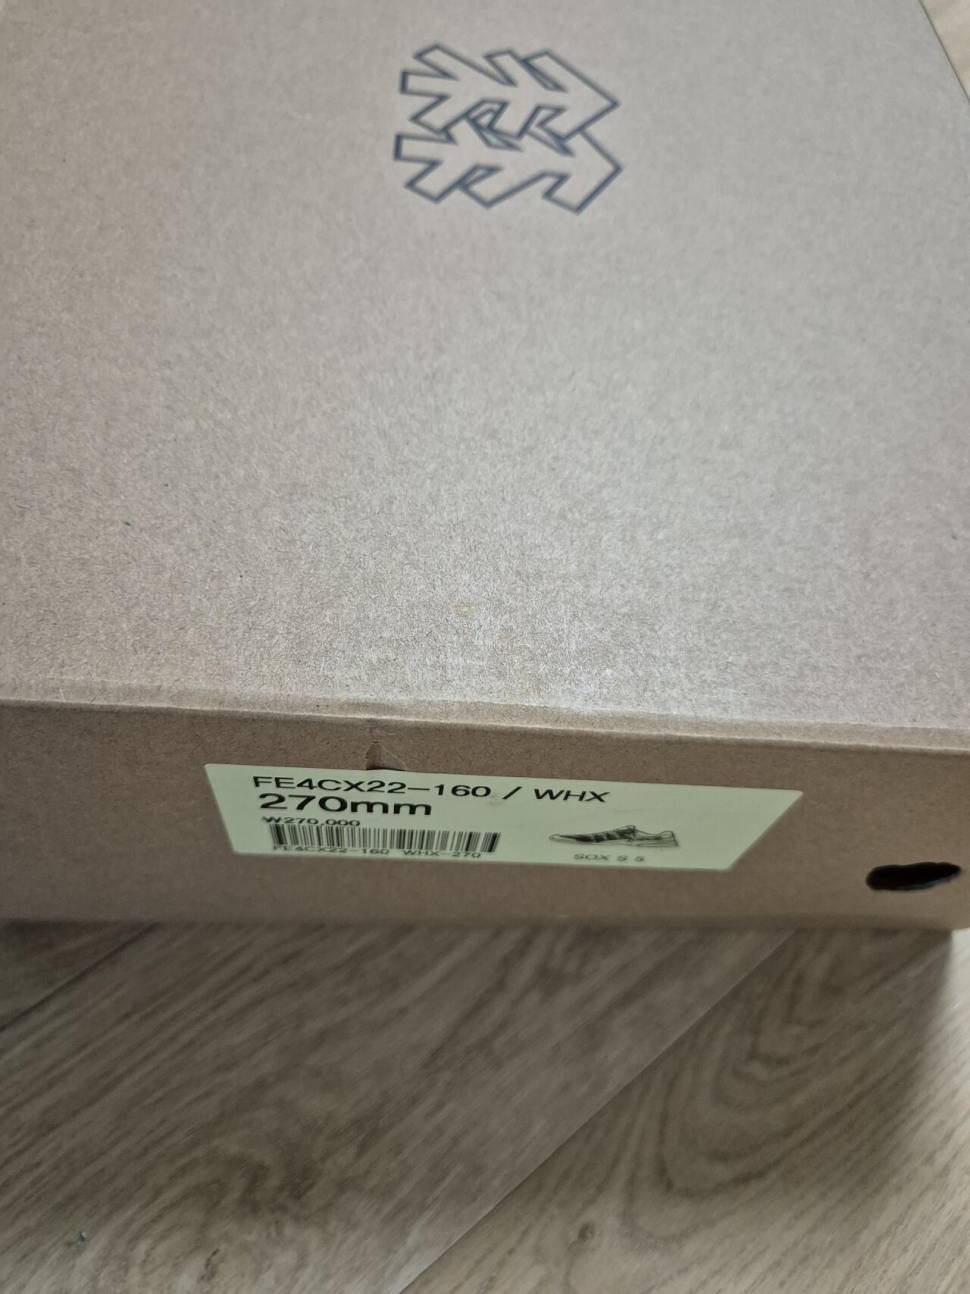 FE4CX22-160 / WHX
270mm
₩270,000
FE4CX22-160 WHX-270